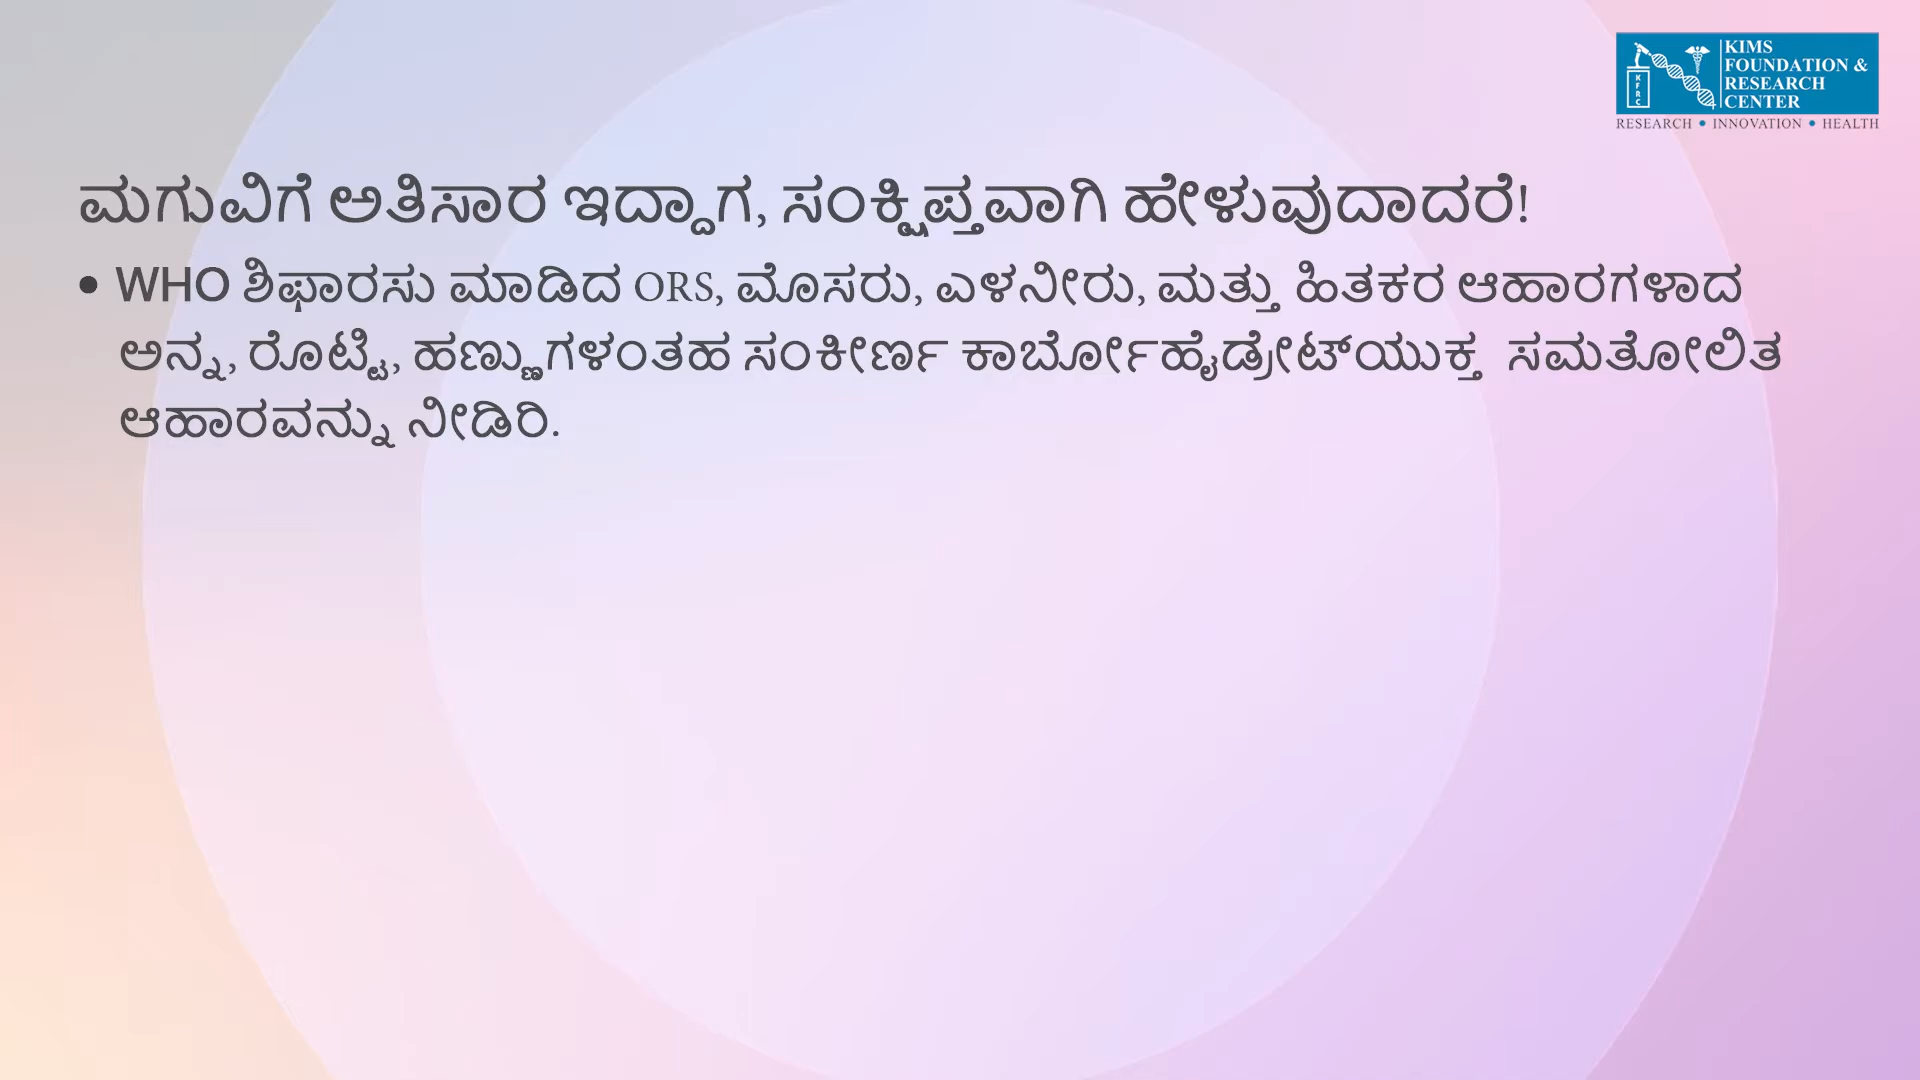 KIMS
FOUNDATION &
RESEARCH
CENTER
KFRC
RESEARCH • INNOVATION • HEALTH
ಮಗುವಿಗೆ ಅತಿಸಾರ ಇದ್ದಾಗ, ಸಂಕ್ಷಿಪ್ತವಾಗಿ ಹೇಳುವುದಾದರೆ!
• WHO ಶಿಫಾರಸು ಮಾಡಿದ ORS, ಮೊಸರು, ಎಳನೀರು, ಮತ್ತು ಹಿತಕರ ಆಹಾರಗಳಾದ
ಅನ್ನ, ರೊಟ್ಟಿ, ಹಣ್ಣುಗಳಂತಹ ಸಂಕೀರ್ಣ ಕಾರ್ಬೋಹೈಡ್ರೇಟ್‌ಯುಕ್ತ ಸಮತೋಲಿತ
ಆಹಾರವನ್ನು ನೀಡಿರಿ.